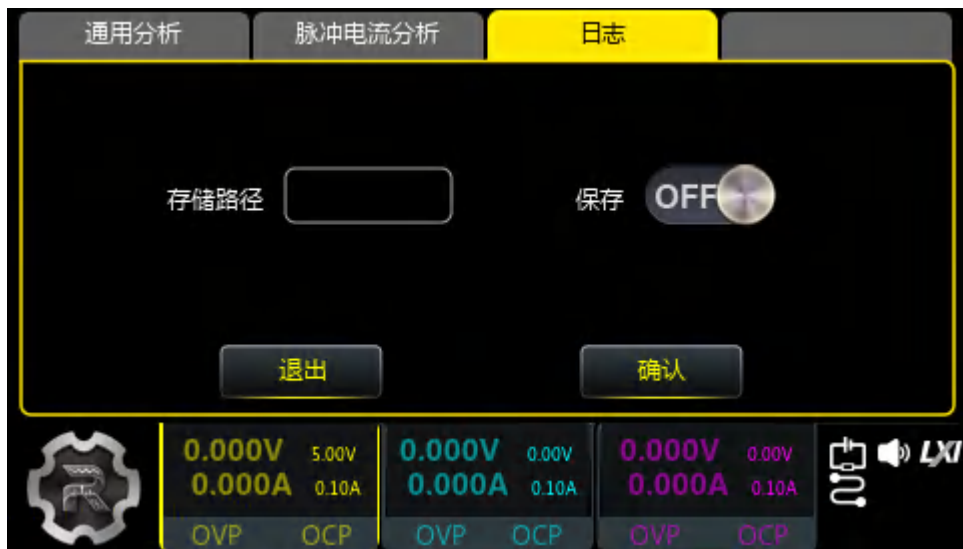 通用分析 脉冲电流分析 日志
存储路径 保存 OFF
退出 确认
0.000V 5.00V 0.000V 0.00V 0.000V 0.00V LXI
0.000A 0.10A 0.000A 0.10A 0.000A 0.10A
OVP OCP OVP OCP OVP OCP